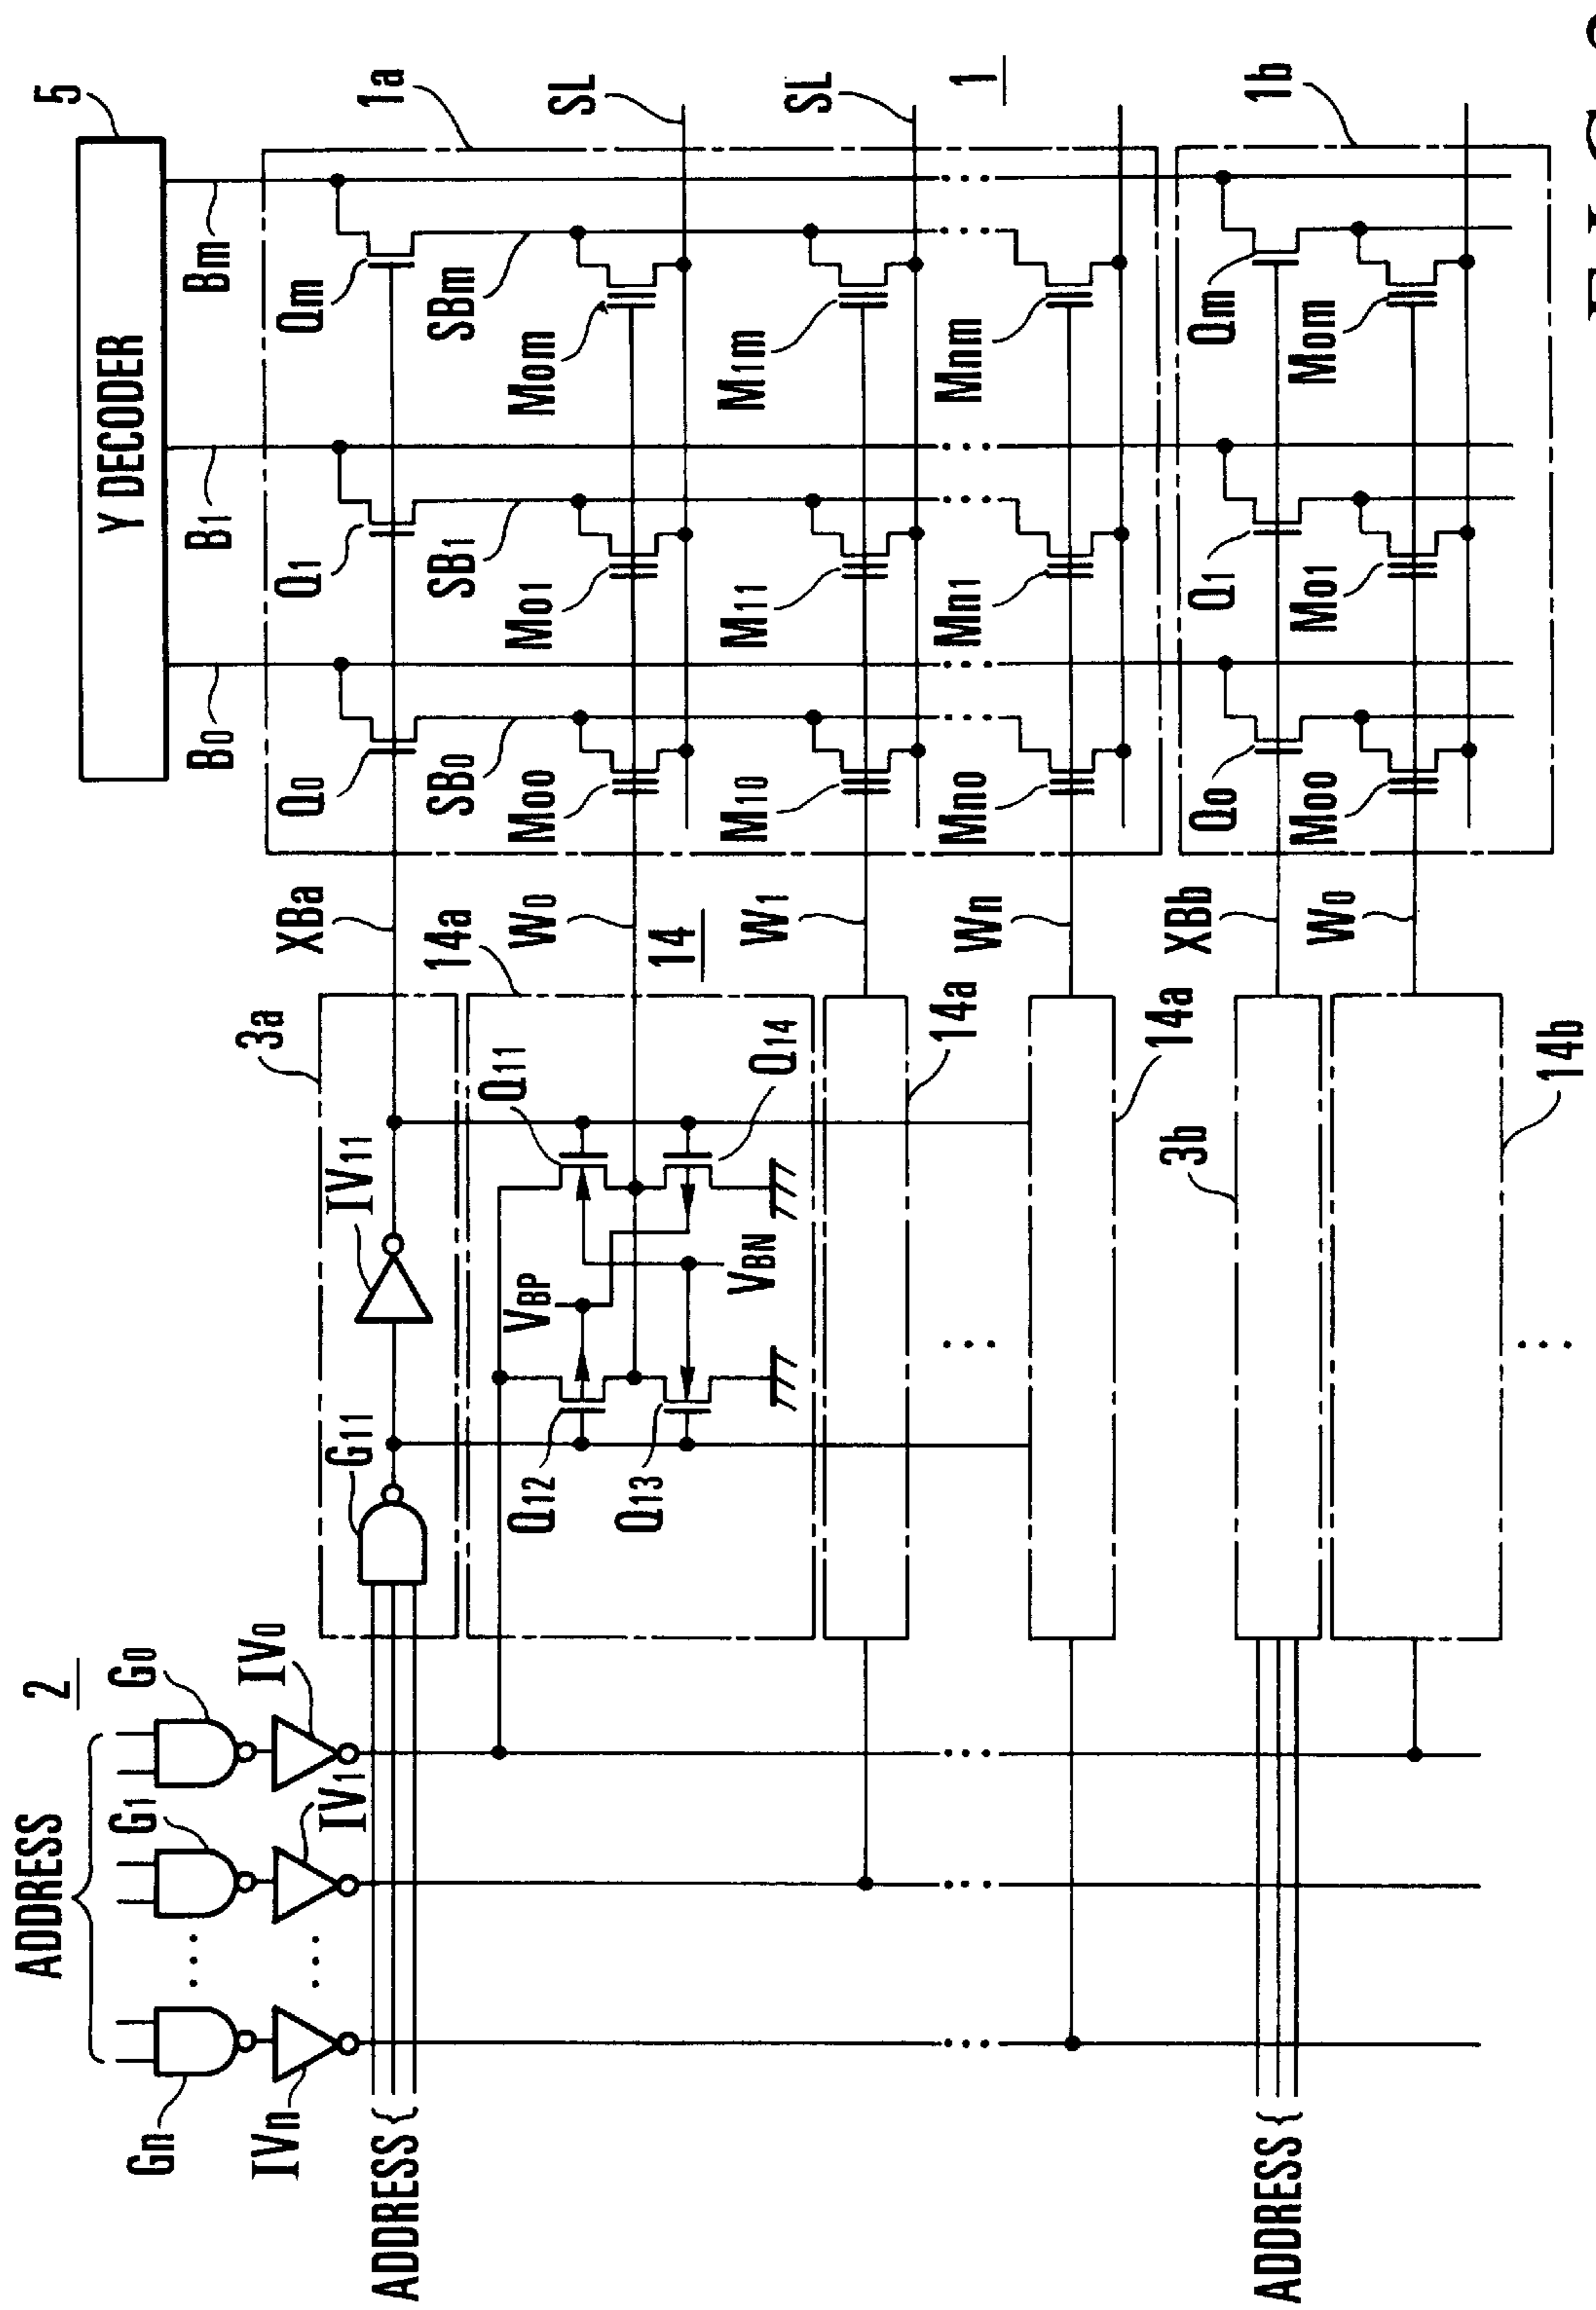 5
Y DECODER
1a
SL
SL
1
1b
Bm
B1
B0
Qm
Q1
Q0
SBm
SB1
SB0
M0m
M01
M00
M1m
M11
M10
Mnm
Mn1
Mn0
Qm
Q1
Q0
M0m
M01
M00
XBa
W0
W1
Wn
XBb
W0
14
14a
14a
14a
14b
3a
3b
IV11
G11
Q11
Q14
Q12
Q13
VBP
VBN
2
ADDRESS
G0
G1
Gn
IV0
IV1
IVn
ADDRESS {
ADDRESS {